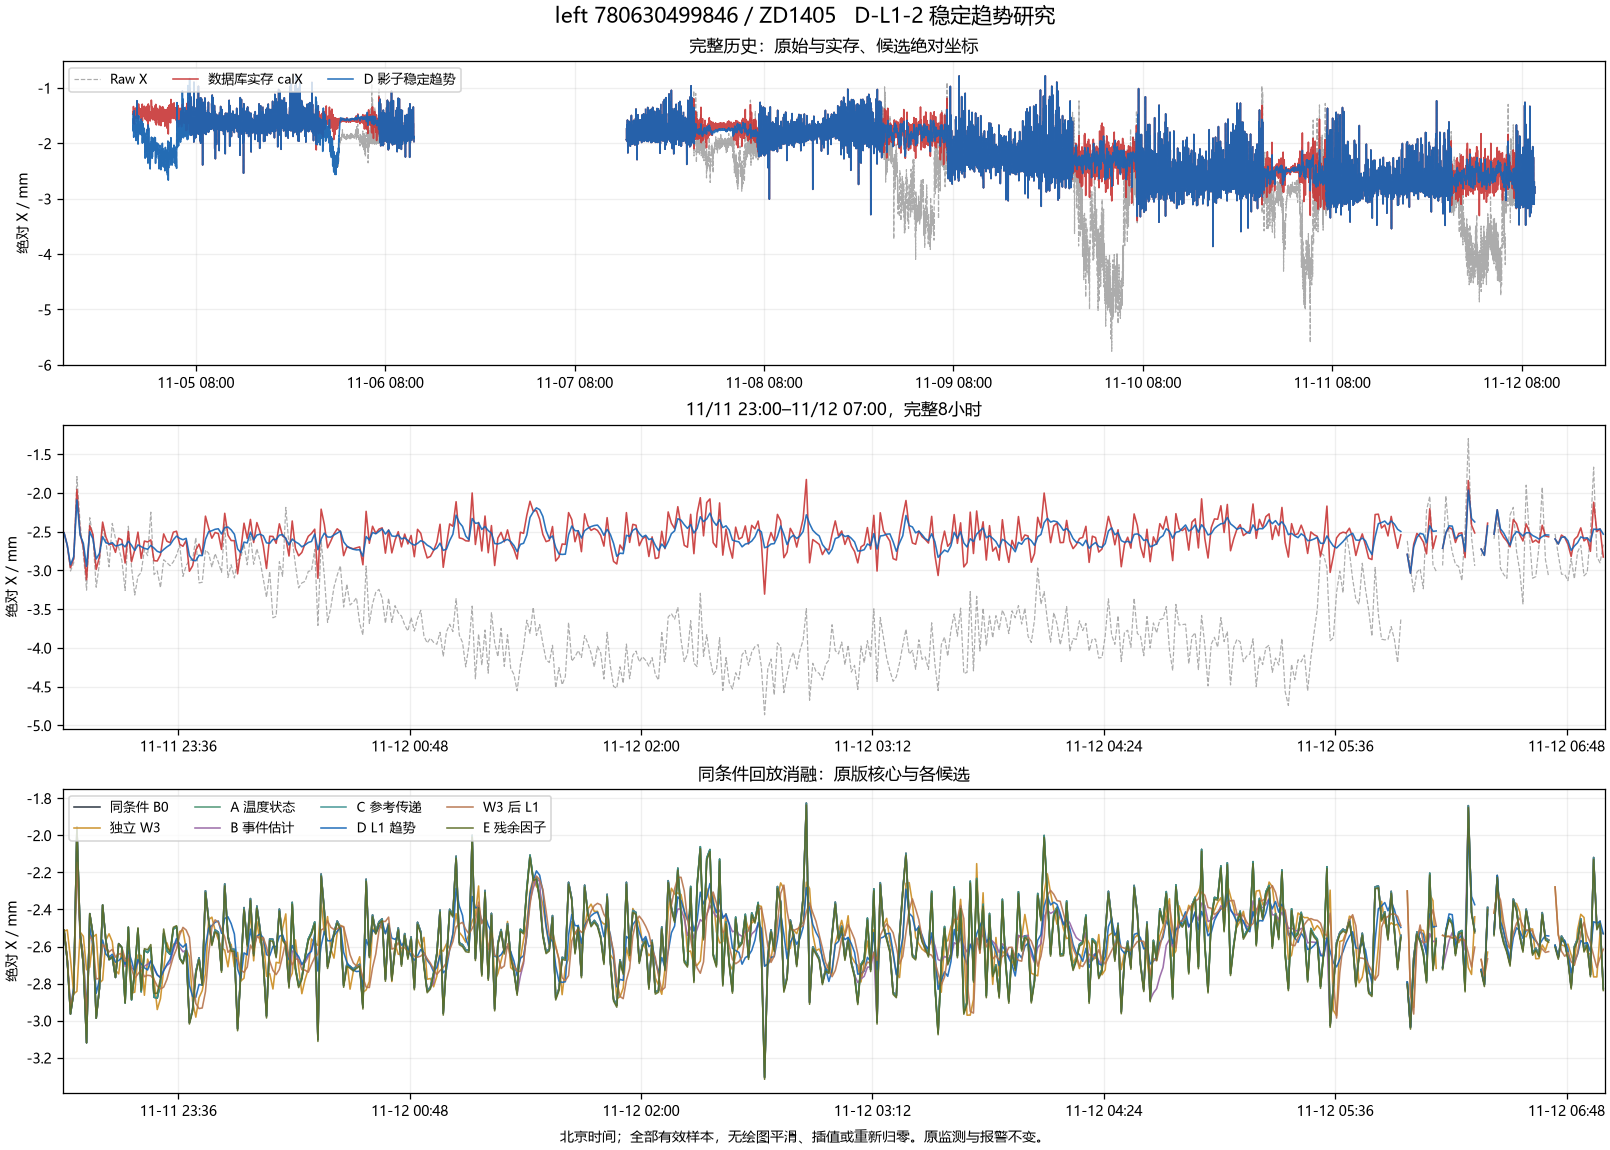 left 780630499846 / ZD1405   D-L1-2 稳定趋势研究
完整历史：原始与实存、候选绝对坐标
Raw X
数据库实存 calX
D 影子稳定趋势
绝对 X / mm
-1
-2
-3
-4
-5
-6
11-05 08:00
11-06 08:00
11-07 08:00
11-08 08:00
11-09 08:00
11-10 08:00
11-11 08:00
11-12 08:00
11/11 23:00–11/12 07:00，完整8小时
绝对 X / mm
-1.5
-2.0
-2.5
-3.0
-3.5
-4.0
-4.5
-5.0
11-11 23:36
11-12 00:48
11-12 02:00
11-12 03:12
11-12 04:24
11-12 05:36
11-12 06:48
同条件回放消融：原版核心与各候选
同条件 B0
A 温度状态
C 参考传递
W3 后 L1
独立 W3
B 事件估计
D L1 趋势
E 残余因子
绝对 X / mm
-1.8
-2.0
-2.2
-2.4
-2.6
-2.8
-3.0
-3.2
11-11 23:36
11-12 00:48
11-12 02:00
11-12 03:12
11-12 04:24
11-12 05:36
11-12 06:48
北京时间；全部有效样本，无绘图平滑、插值或重新归零。原监测与报警不变。